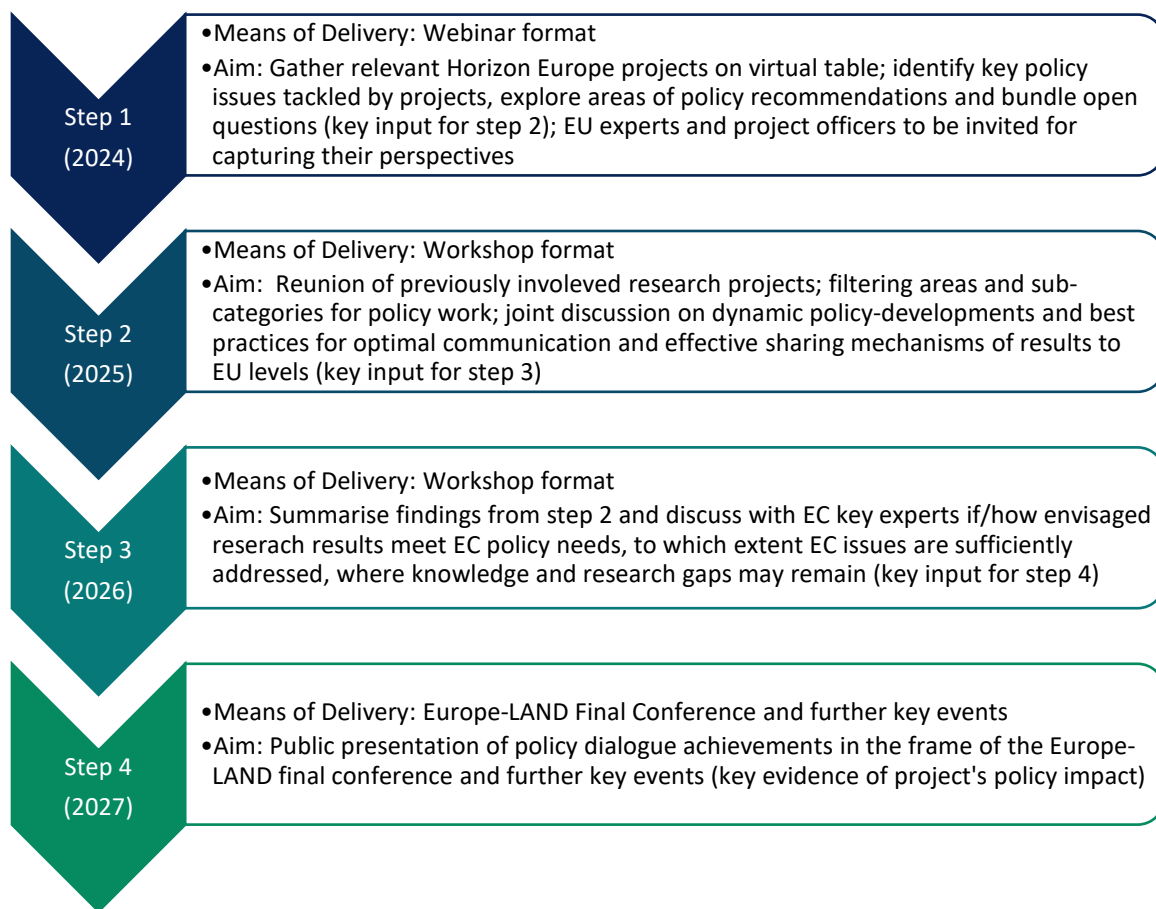 Step 1
(2024)
•Means of Delivery: Webinar format
•Aim: Gather relevant Horizon Europe projects on virtual table; identify key policy
issues tackled by projects, explore areas of policy recommendations and bundle open
questions (key input for step 2); EU experts and project officers to be invited for
capturing their perspectives
Step 2
(2025)
•Means of Delivery: Workshop format
•Aim: Reunion of previously involeved research projects; filtering areas and sub-
categories for policy work; joint discussion on dynamic policy-developments and best
practices for optimal communication and effective sharing mechanisms of results to
EU levels (key input for step 3)
Step 3
(2026)
•Means of Delivery: Workshop format
•Aim: Summarise findings from step 2 and discuss with EC key experts if/how envisaged
reserach results meet EC policy needs, to which extent EC issues are sufficiently
addressed, where knowledge and research gaps may remain (key input for step 4)
Step 4
(2027)
•Means of Delivery: Europe-LAND Final Conference and further key events
•Aim: Public presentation of policy dialogue achievements in the frame of the Europe-
LAND final conference and further key events (key evidence of project's policy impact)